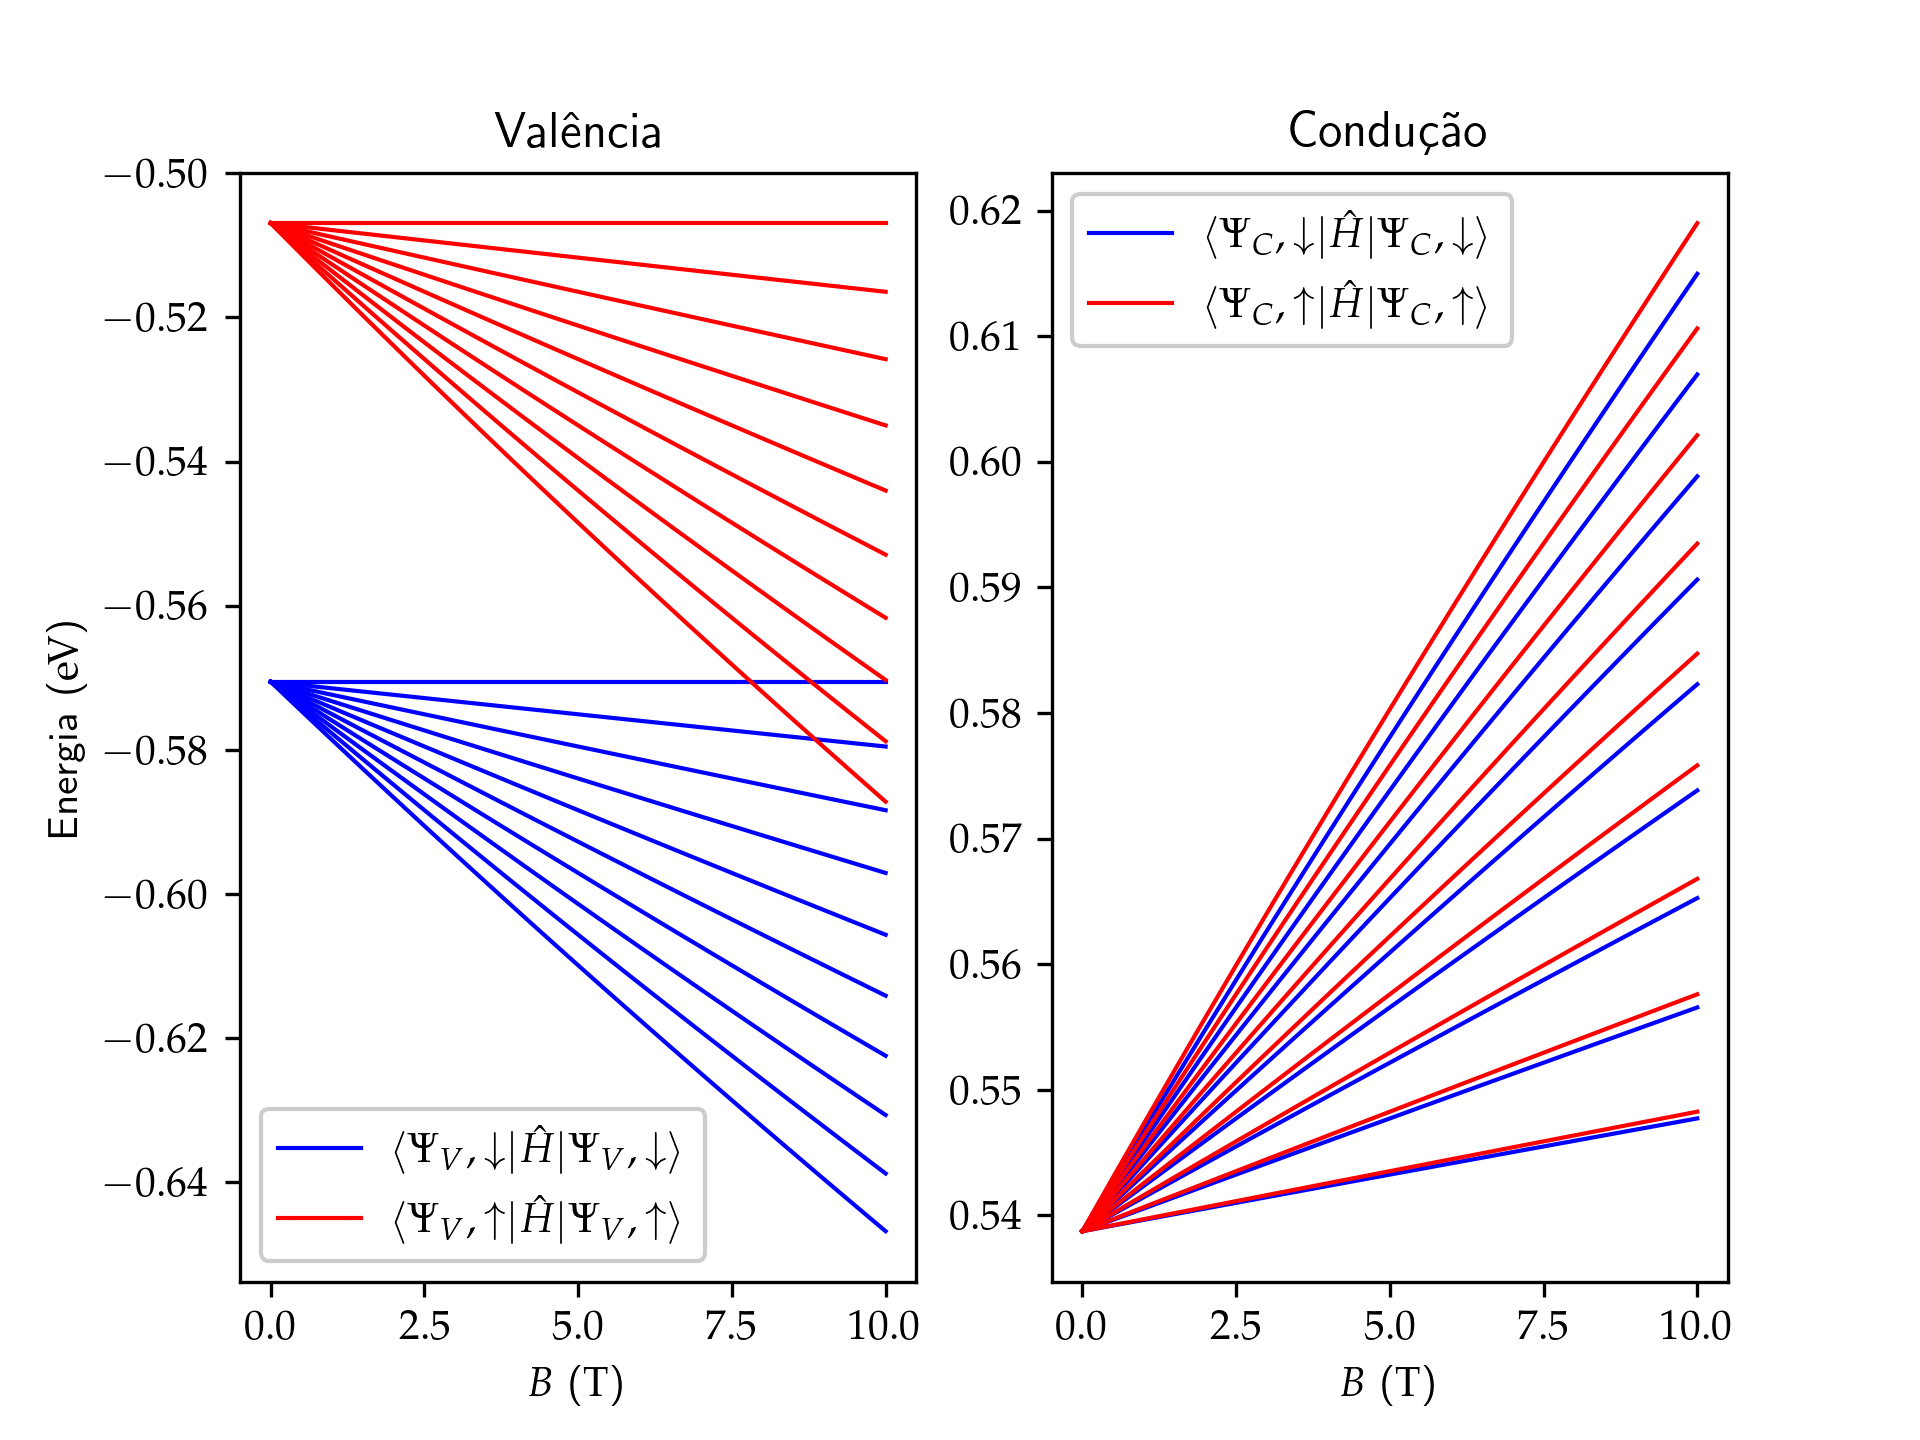 Valência
Condução
Energia (eV)
−0.50
−0.52
−0.54
−0.56
−0.58
−0.60
−0.62
−0.64
⟨Ψ_V, ↓|Ĥ|Ψ_V, ↓⟩
⟨Ψ_V, ↑|Ĥ|Ψ_V, ↑⟩
0.0 2.5 5.0 7.5 10.0
B (T)
0.62
0.61
0.60
0.59
0.58
0.57
0.56
0.55
0.54
⟨Ψ_C, ↓|Ĥ|Ψ_C, ↓⟩
⟨Ψ_C, ↑|Ĥ|Ψ_C, ↑⟩
0.0 2.5 5.0 7.5 10.0
B (T)